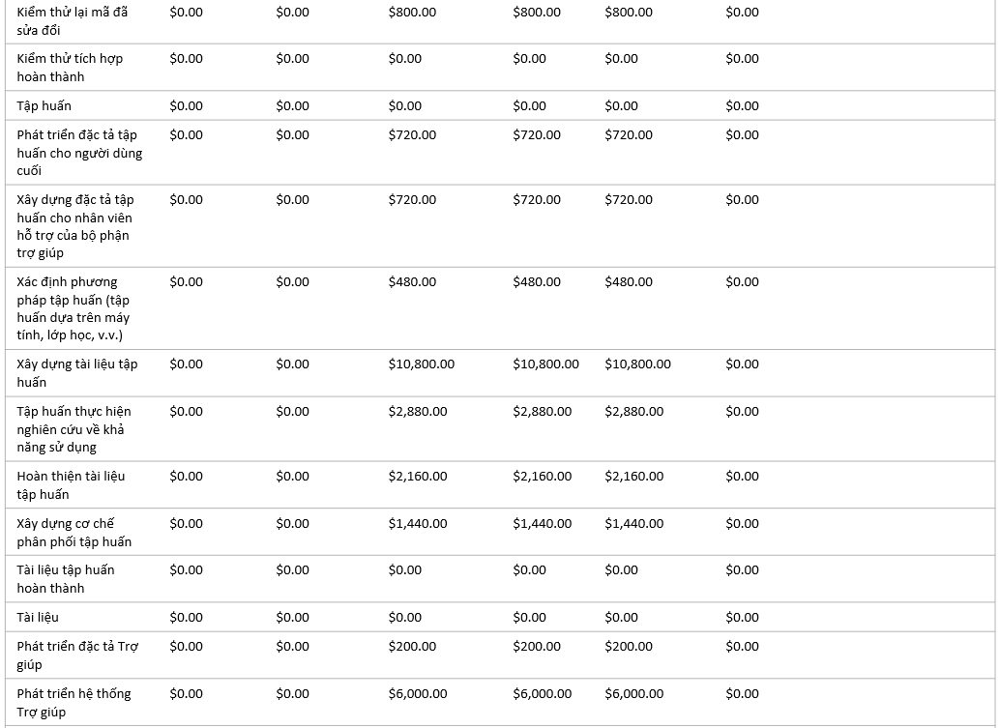 Kiểm thử lại mã đã $0.00 $0.00 $800.00 $800.00 $800.00 $0.00
sửa đổi
Kiểm thử tích hợp $0.00 $0.00 $0.00 $0.00 $0.00 $0.00
hoàn thành
Tập huấn $0.00 $0.00 $0.00 $0.00 $0.00 $0.00
Phát triển đặc tả tập $0.00 $0.00 $720.00 $720.00 $720.00 $0.00
huấn cho người dùng
cuối
Xây dựng đặc tả tập $0.00 $0.00 $720.00 $720.00 $720.00 $0.00
huấn cho nhân viên
hỗ trợ của bộ phận
trợ giúp
Xác định phương $0.00 $0.00 $480.00 $480.00 $480.00 $0.00
pháp tập huấn (tập
huấn dựa trên máy
tính, lớp học, v.v.)
Xây dựng tài liệu tập $0.00 $0.00 $10,800.00 $10,800.00 $10,800.00 $0.00
huấn
Tập huấn thực hiện $0.00 $0.00 $2,880.00 $2,880.00 $2,880.00 $0.00
nghiên cứu về khả
năng sử dụng
Hoàn thiện tài liệu $0.00 $0.00 $2,160.00 $2,160.00 $2,160.00 $0.00
tập huấn
Xây dựng cơ chế $0.00 $0.00 $1,440.00 $1,440.00 $1,440.00 $0.00
phân phối tập huấn
Tài liệu tập huấn $0.00 $0.00 $0.00 $0.00 $0.00 $0.00
hoàn thành
Tài liệu $0.00 $0.00 $0.00 $0.00 $0.00 $0.00
Phát triển đặc tả Trợ $0.00 $0.00 $200.00 $200.00 $200.00 $0.00
giúp
Phát triển hệ thống $0.00 $0.00 $6,000.00 $6,000.00 $6,000.00 $0.00
Trợ giúp